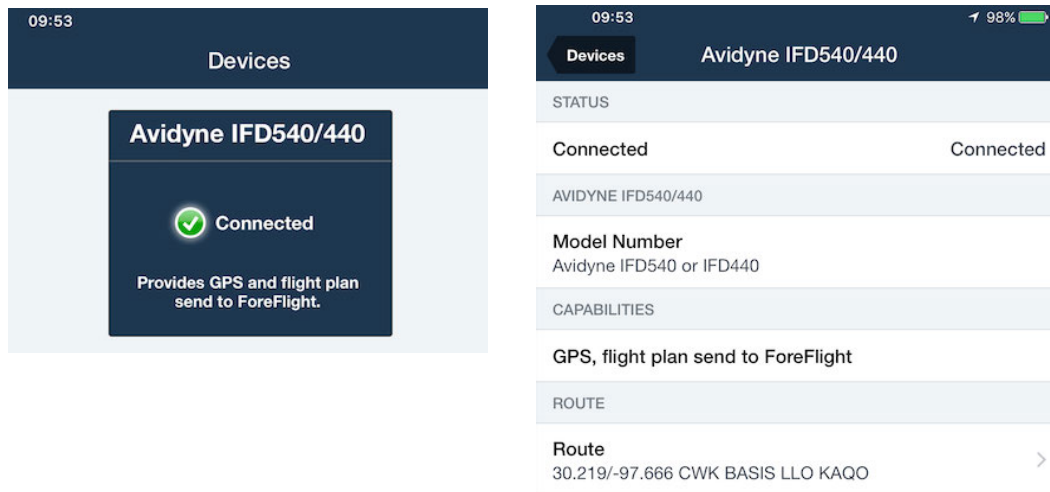 09:53
Devices
Avidyne IFD540/440
Connected
Provides GPS and flight plan
send to ForeFlight.
09:53
98%
Devices
Avidyne IFD540/440
STATUS
Connected
Connected
AVIDYNE IFD540/440
Model Number
Avidyne IFD540 or IFD440
CAPABILITIES
GPS, flight plan send to ForeFlight
ROUTE
Route
30.219/-97.666 CWK BASIS LLO KAQO